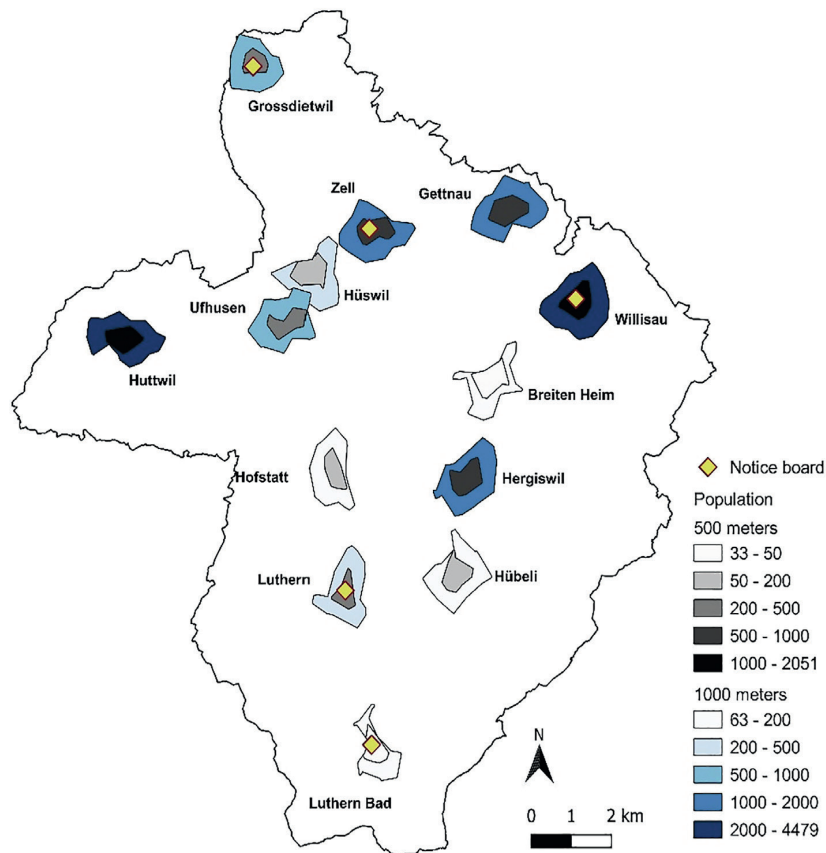 Grossdietwil
Zell
Gettnau
Hüswil
Ufhusen
Willisau
Huttwil
Breiten Heim
Hofstatt
Hergiswil
Luthern
Hübeli
Luthern Bad
Notice board
Population
500 meters
33 - 50
50 - 200
200 - 500
500 - 1000
1000 - 2051
1000 meters
63 - 200
200 - 500
500 - 1000
1000 - 2000
2000 - 4479
N
0 1 2 km